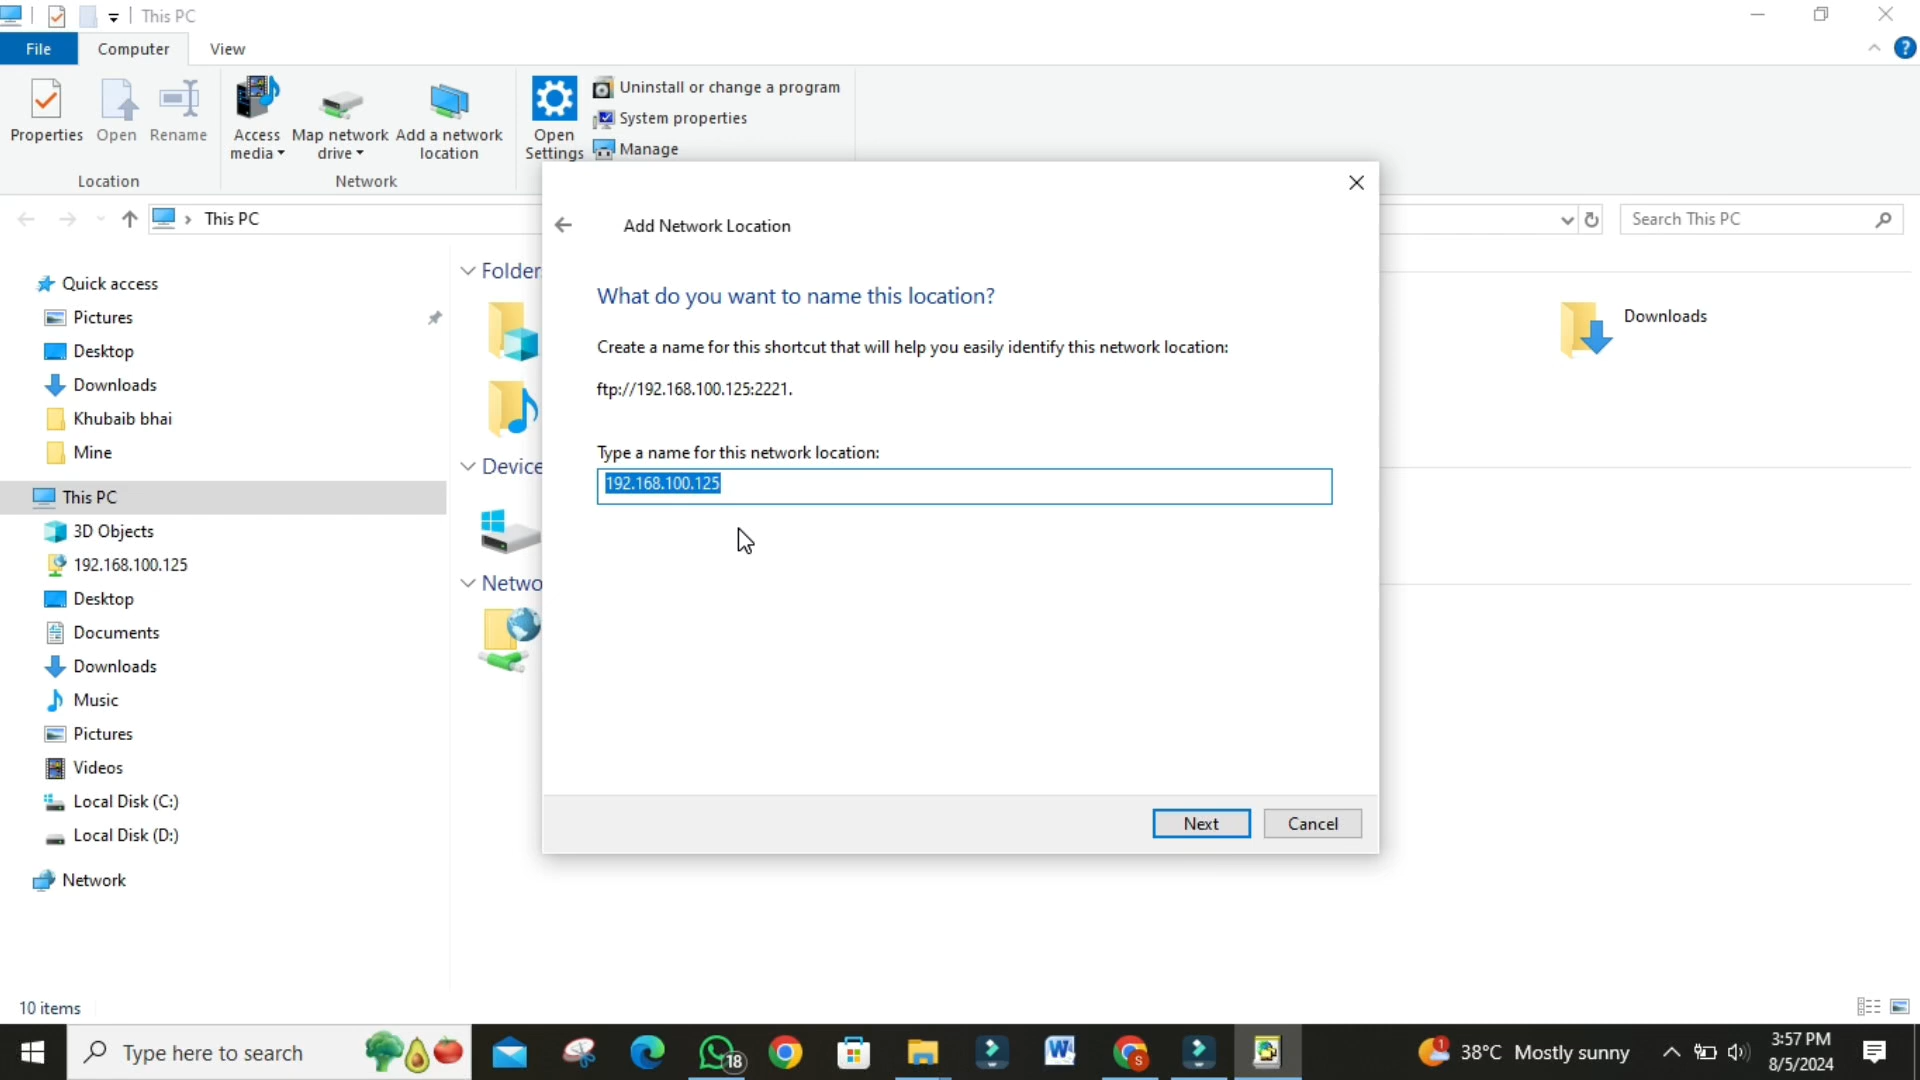 This PC
File
Computer
View
Properties
Open
Rename
Access media
Map network drive
Add a network location
Open Settings
Uninstall or change a program
System properties
Manage
Location
Network
This PC
Search This PC
Add Network Location
What do you want to name this location?
Create a name for this shortcut that will help you easily identify this network location:
ftp://192.168.100.125:2221.
Type a name for this network location:
192.168.100.125
Next
Cancel
Quick access
Pictures
Desktop
Downloads
Khubaib bhai
Mine
This PC
3D Objects
192.168.100.125
Desktop
Documents
Downloads
Music
Pictures
Videos
Local Disk (C:)
Local Disk (D:)
Network
Folder
Device
Netwo
Downloads
10 items
Type here to search
18
S
1
38°C Mostly sunny
3:57 PM
8/5/2024